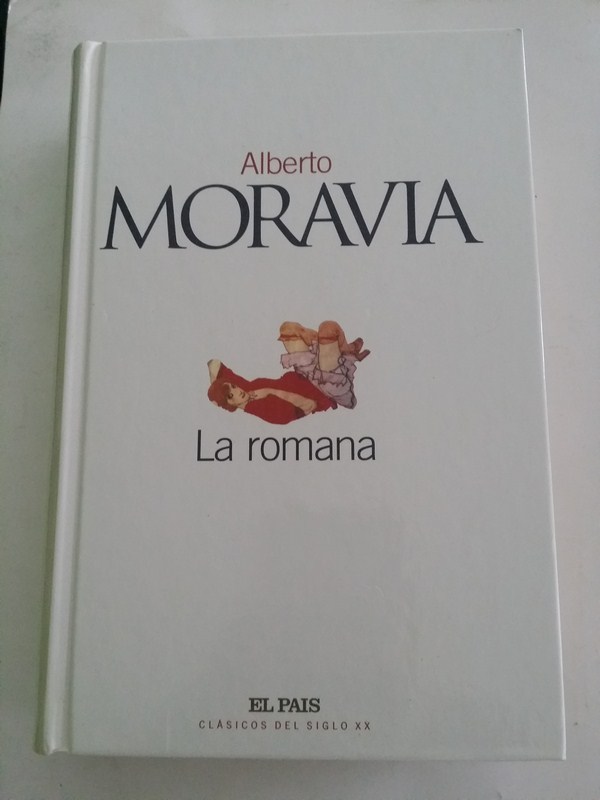 Alberto
MORAVIA
La romana
EL PAIS
CLÁSICOS DEL SIGLO XX